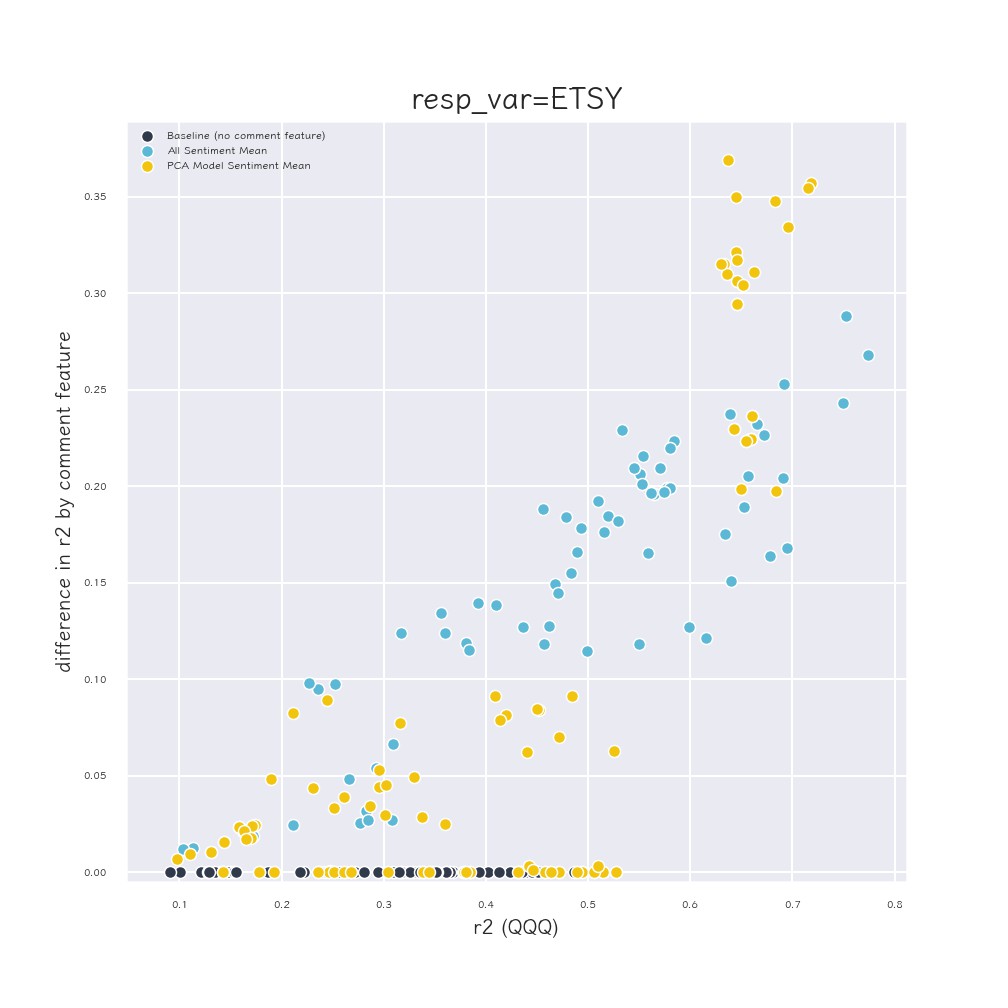 resp_var=ETSY
Baseline (no comment feature)
All Sentiment Mean
PCA Model Sentiment Mean
difference in r2 by comment feature
0.35
0.30
0.25
0.20
0.15
0.10
0.05
0.00
0.1 0.2 0.3 0.4 0.5 0.6 0.7 0.8
r2 (QQQ)